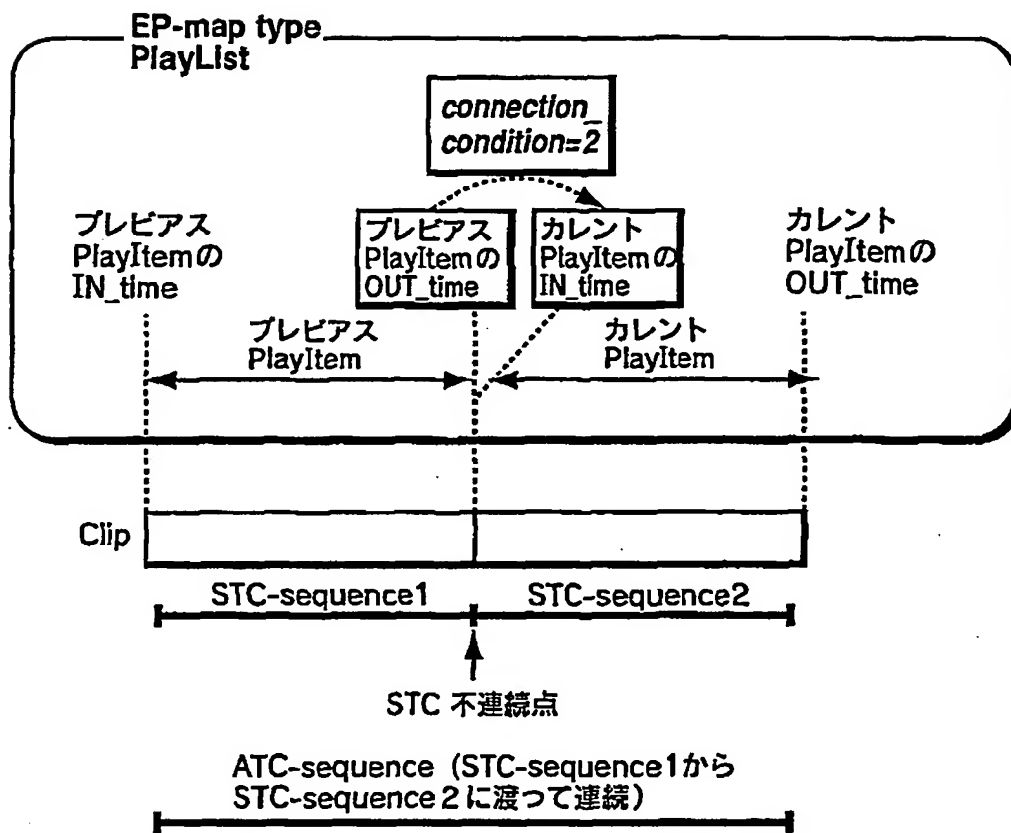 EP-map type
PlayList
connection_
condition=2
プレビアス
PlayItemの
IN_time
プレビアス
PlayItemの
OUT_time
カレント
PlayItemの
IN_time
カレント
PlayItemの
OUT_time
プレビアス
PlayItem
カレント
PlayItem
Clip
STC-sequence1
STC-sequence2
STC 不連続点
ATC-sequence (STC-sequence1から
STC-sequence2に渡って連続)